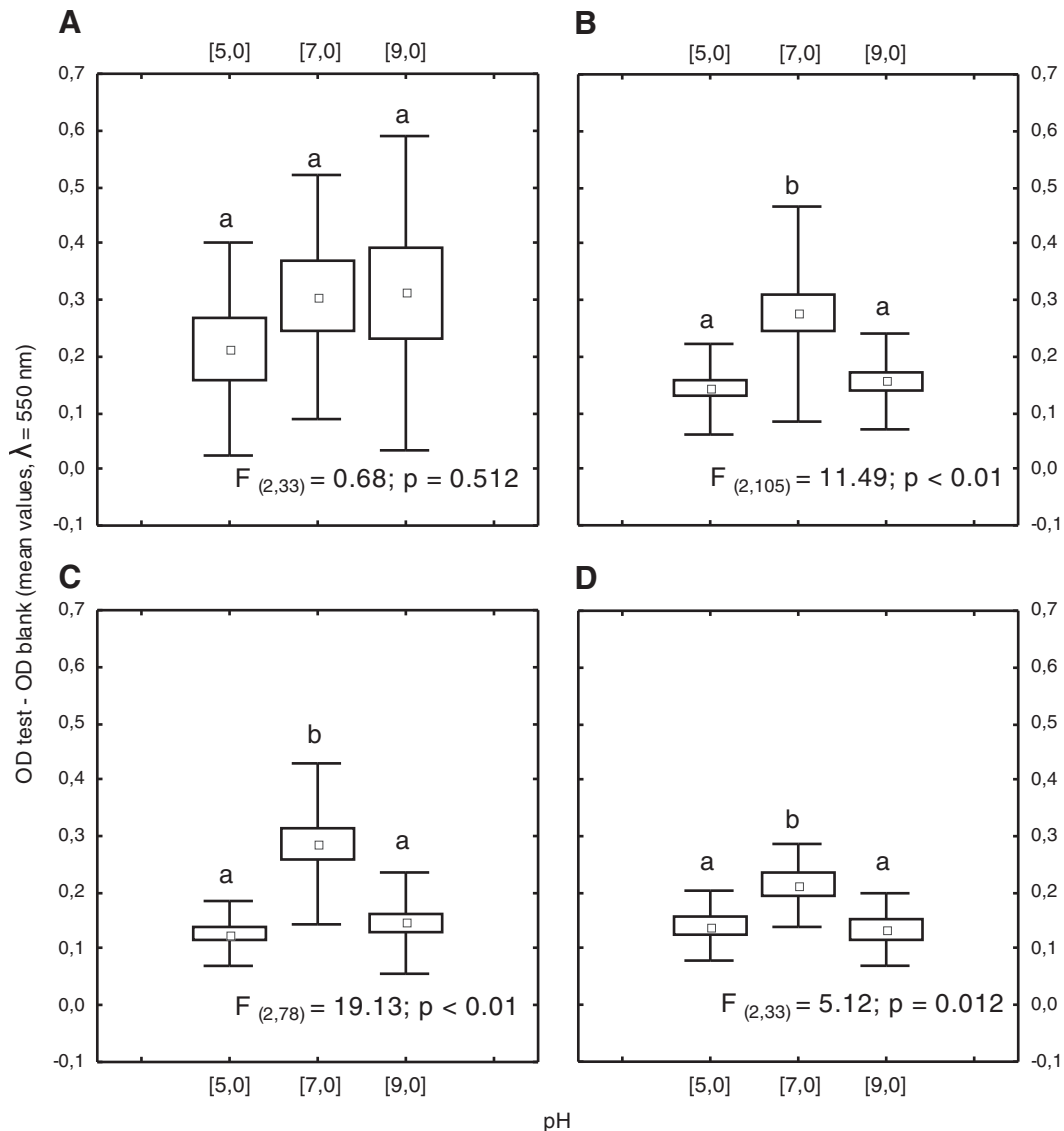 A
B
[5,0] [7,0] [9,0]
[5,0] [7,0] [9,0]
0,7
0,6
0,5
0,4
0,3
0,2
0,1
0,0
-0,1
a
a
a
F (2,33) = 0.68; p = 0.512
a
b
a
F (2,105) = 11.49; p < 0.01
0,7
0,6
0,5
0,4
0,3
0,2
0,1
0,0
-0,1
OD test - OD blank (mean values, λ = 550 nm)
C
D
0,7
0,6
0,5
0,4
0,3
0,2
0,1
0,0
-0,1
a
b
a
F (2,78) = 19.13; p < 0.01
a
b
a
F (2,33) = 5.12; p = 0.012
0,7
0,6
0,5
0,4
0,3
0,2
0,1
0,0
-0,1
[5,0] [7,0] [9,0]
[5,0] [7,0] [9,0]
pH